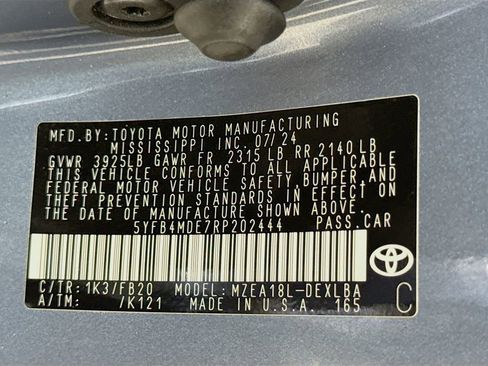 MFD.BY:TOYOTA MOTOR MANUFACTURING
MISSISSIPPI INC. 07/24
GVWR 3925LB GAWR FR 2315 LB RR 2140 LB
THIS VEHICLE CONFORMS TO ALL APPLICABLE
FEDERAL MOTOR VEHICLE SAFETY, BUMPER, AND
THEFT PREVENTION STANDARDS IN EFFECT ON
THE DATE OF MANUFACTURE SHOWN ABOVE.
5YFB4MDE7RP202444 PASS.CAR
C/TR: 1K3/FB20 MODEL: MZEA18L-DEXLBA
A/TM: /K121 MADE IN U.S.A. 165 C